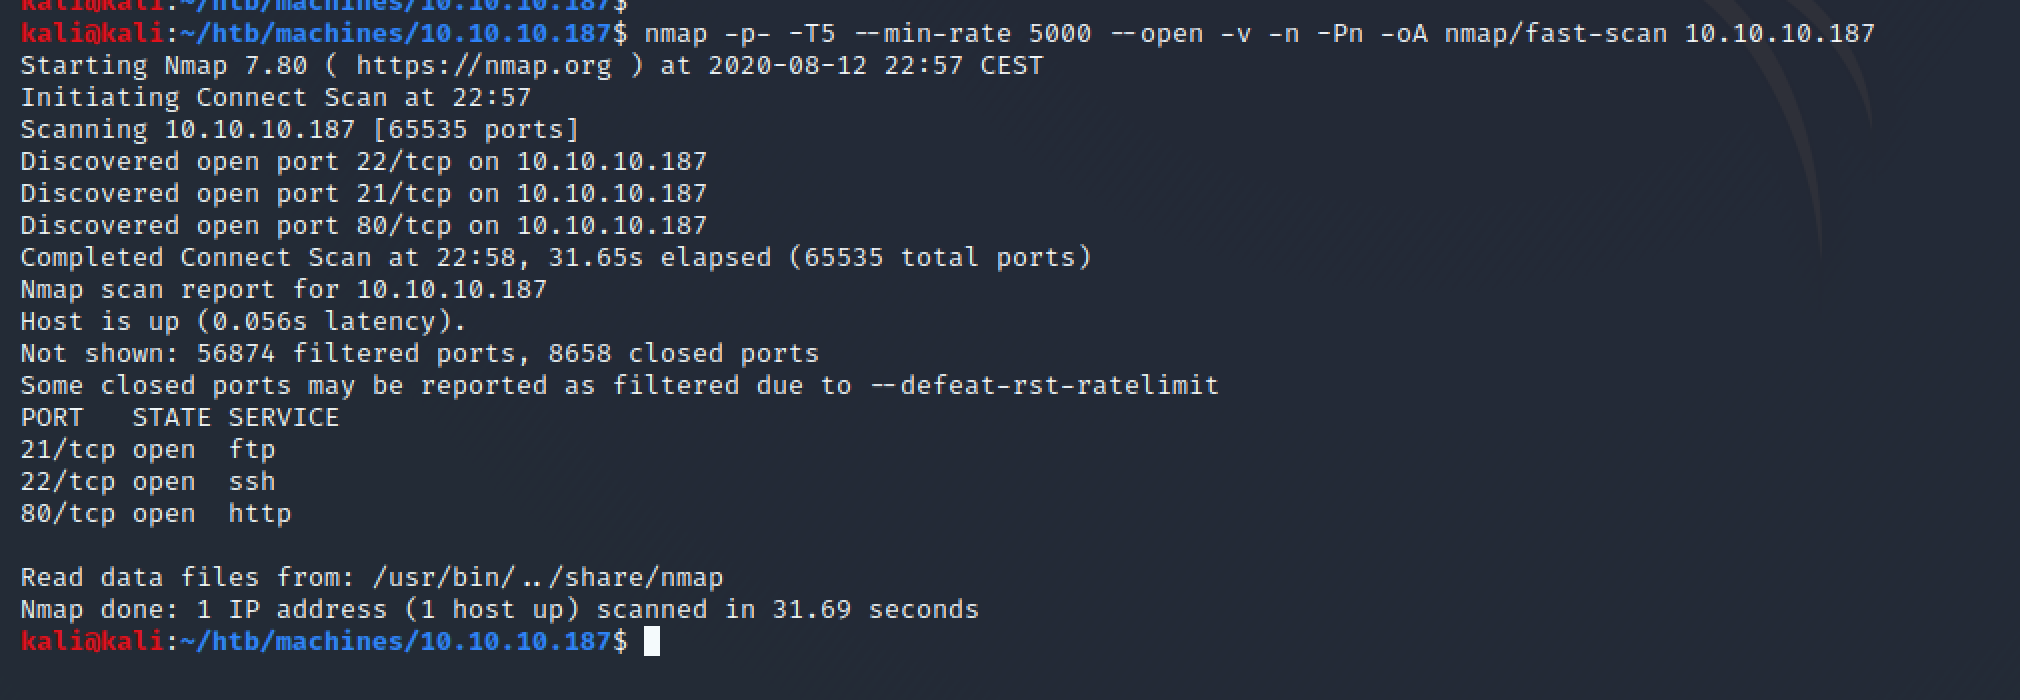 kali@kali:~/htb/machines/10.10.10.187$
kali@kali:~/htb/machines/10.10.10.187$ nmap -p- -T5 --min-rate 5000 --open -v -n -Pn -oA nmap/fast-scan 10.10.10.187
Starting Nmap 7.80 ( https://nmap.org ) at 2020-08-12 22:57 CEST
Initiating Connect Scan at 22:57
Scanning 10.10.10.187 [65535 ports]
Discovered open port 22/tcp on 10.10.10.187
Discovered open port 21/tcp on 10.10.10.187
Discovered open port 80/tcp on 10.10.10.187
Completed Connect Scan at 22:58, 31.65s elapsed (65535 total ports)
Nmap scan report for 10.10.10.187
Host is up (0.056s latency).
Not shown: 56874 filtered ports, 8658 closed ports
Some closed ports may be reported as filtered due to --defeat-rst-ratelimit
PORT   STATE SERVICE
21/tcp open  ftp
22/tcp open  ssh
80/tcp open  http
Read data files from: /usr/bin/../share/nmap
Nmap done: 1 IP address (1 host up) scanned in 31.69 seconds
kali@kali:~/htb/machines/10.10.10.187$